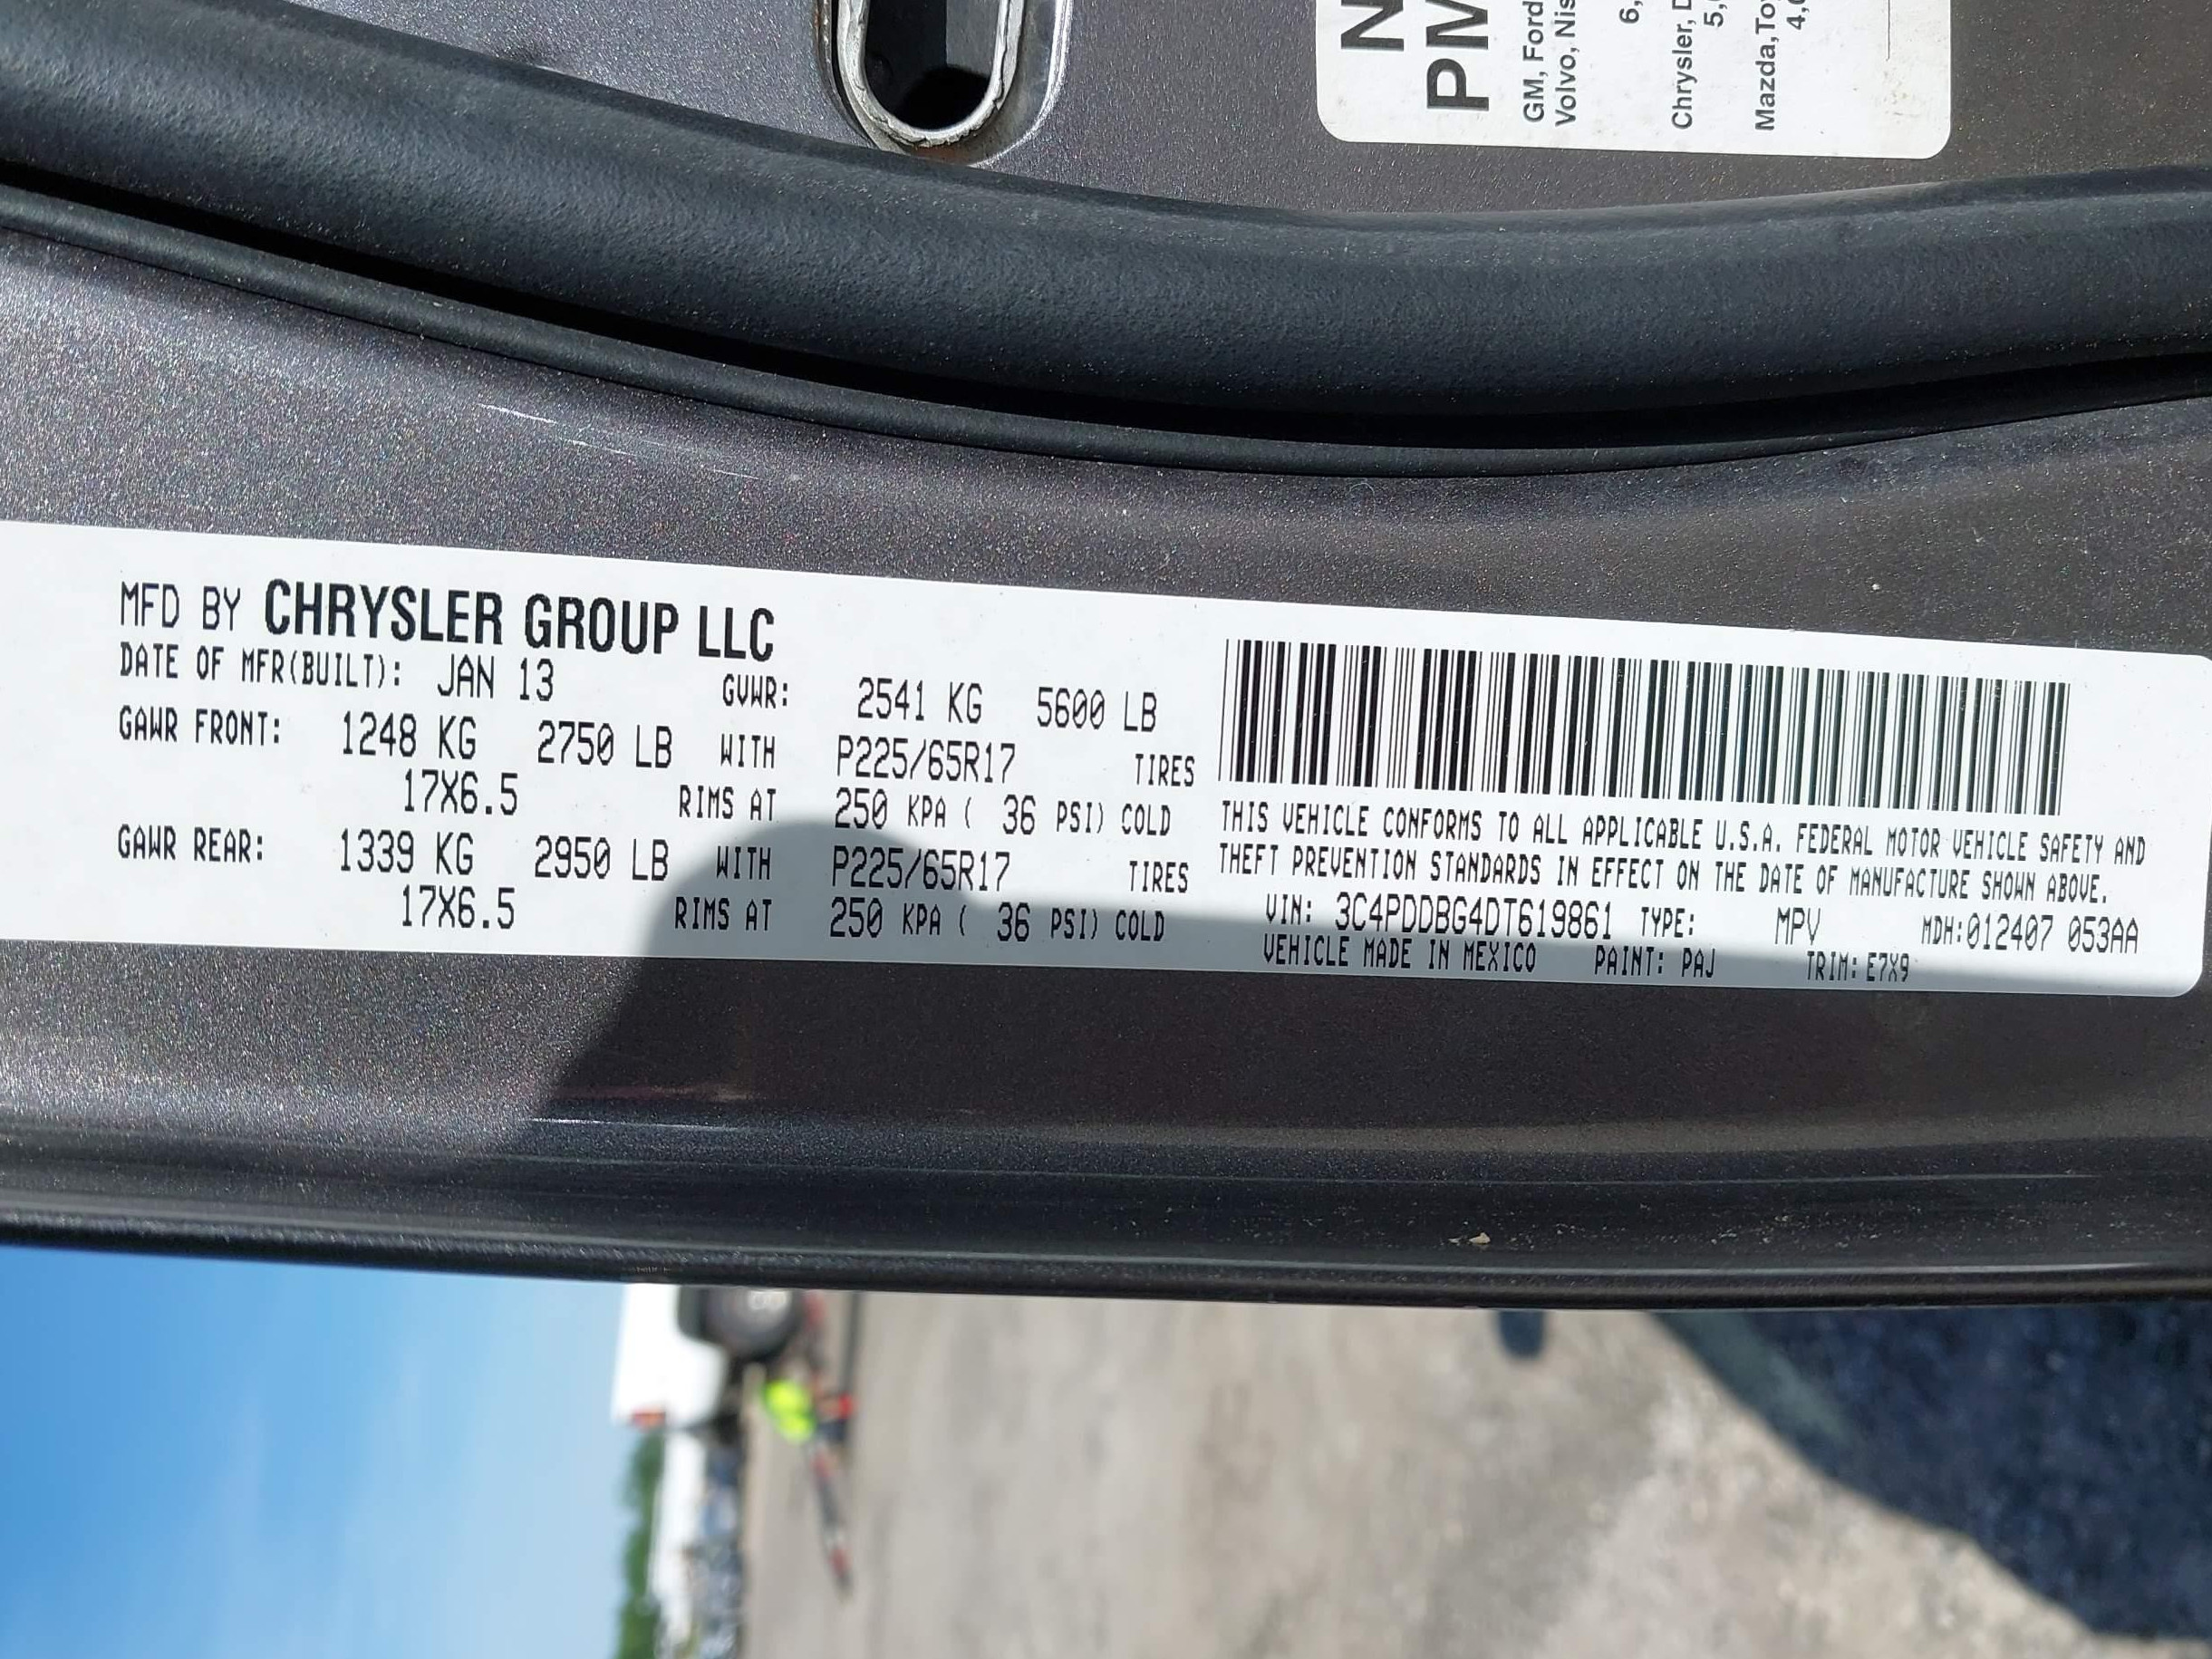 N
PM
GM, Ford
Volvo, Nis
6,
Chrysler, D
5,
Mazda, Toy
4,
MFD BY CHRYSLER GROUP LLC
DATE OF MFR(BUILT): JAN 13 GVWR: 2541 KG 5600 LB
GAWR FRONT: 1248 KG 2750 LB WITH P225/65R17 TIRES
17X6.5 RIMS AT 250 KPA ( 36 PSI) COLD
GAWR REAR: 1339 KG 2950 LB WITH P225/65R17 TIRES
17X6.5 RIMS AT 250 KPA ( 36 PSI) COLD
THIS VEHICLE CONFORMS TO ALL APPLICABLE U.S.A. FEDERAL MOTOR VEHICLE SAFETY AND
THEFT PREVENTION STANDARDS IN EFFECT ON THE DATE OF MANUFACTURE SHOWN ABOVE.
VIN: 3C4PDDBG4DT619861 TYPE: MPV MDH:012407 053AA
VEHICLE MADE IN MEXICO PAINT: PAJ TRIM: E7X9